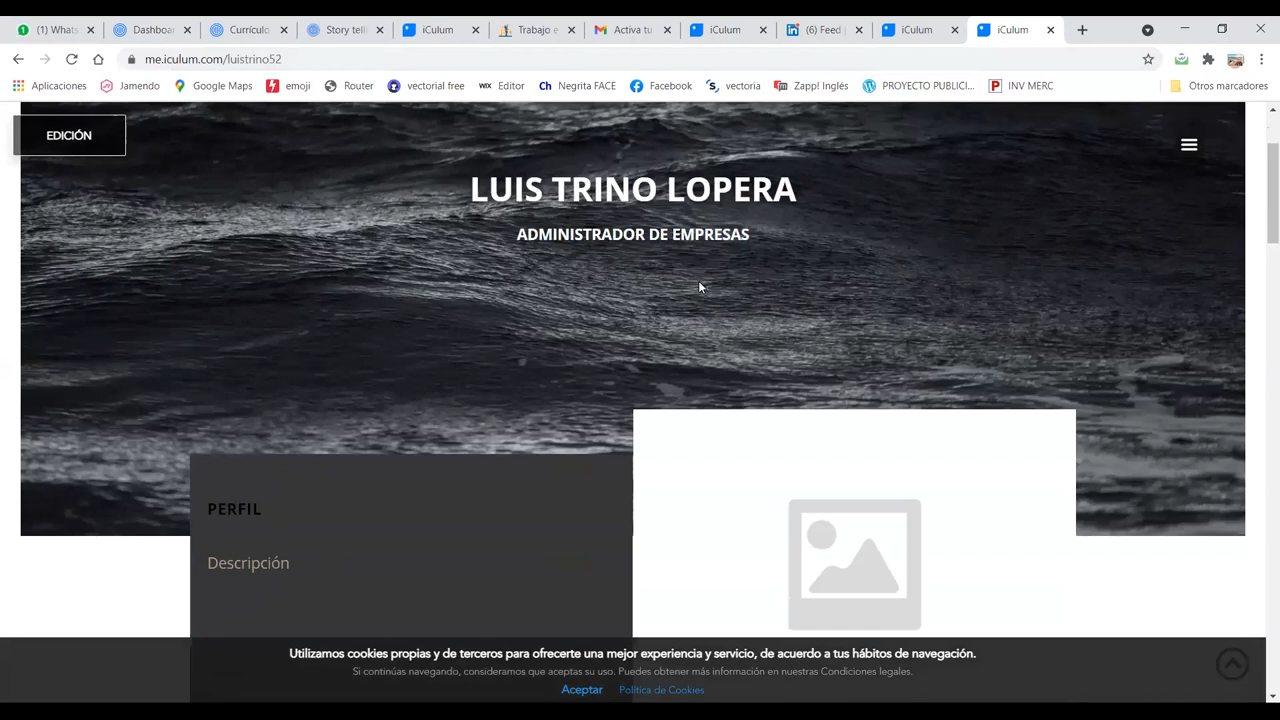 (1) Whats
Dashboa
Currículo
Story tell
iCulum
Trabajo e
Activa tu
iCulum
(6) Feed |
iCulum
iCulum
me.iculum.com/luistrino52
Aplicaciones
Jamendo
Google Maps
emoji
Router
vectorial free
WIX Editor
Ch Negrita FACE
Facebook
vectoria
Zapp! Inglés
PROYECTO PUBLICI...
INV MERC
Otros marcadores
EDICIÓN
LUIS TRINO LOPERA
ADMINISTRADOR DE EMPRESAS
PERFIL
Descripción
Utilizamos cookies propias y de terceros para ofrecerte una mejor experiencia y servicio, de acuerdo a tus hábitos de navegación.
Si continúas navegando, consideramos que aceptas su uso. Puedes obtener más información en nuestras Condiciones legales.
Aceptar Política de Cookies